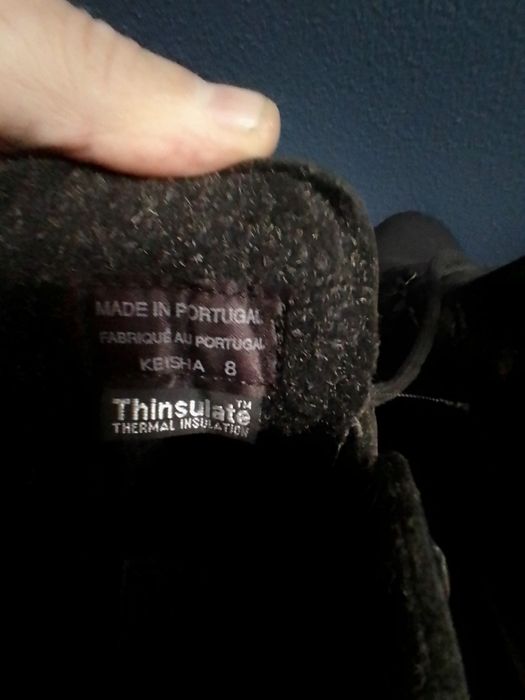 MADE IN PORTUGAL
FABRIQUÉ AU PORTUGAL
KEISHA 8
Thinsulate™
THERMAL INSULATION